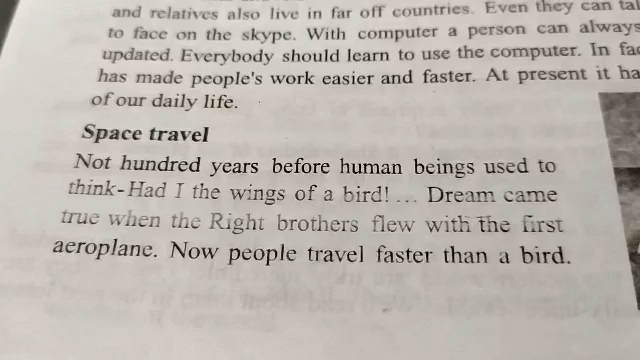 and relatives also live in far off countries. Even they can
to face on the skype. With computer a person can always
updated. Everybody should learn to use the computer. In
has made people's work easier and faster. At present it
of our daily life.
Space travel
Not hundred years before human beings used to
think-Had I the wings of a bird! ... Dream came
true when the Right brothers flew with the first
aeroplane. Now people travel faster than a bird.